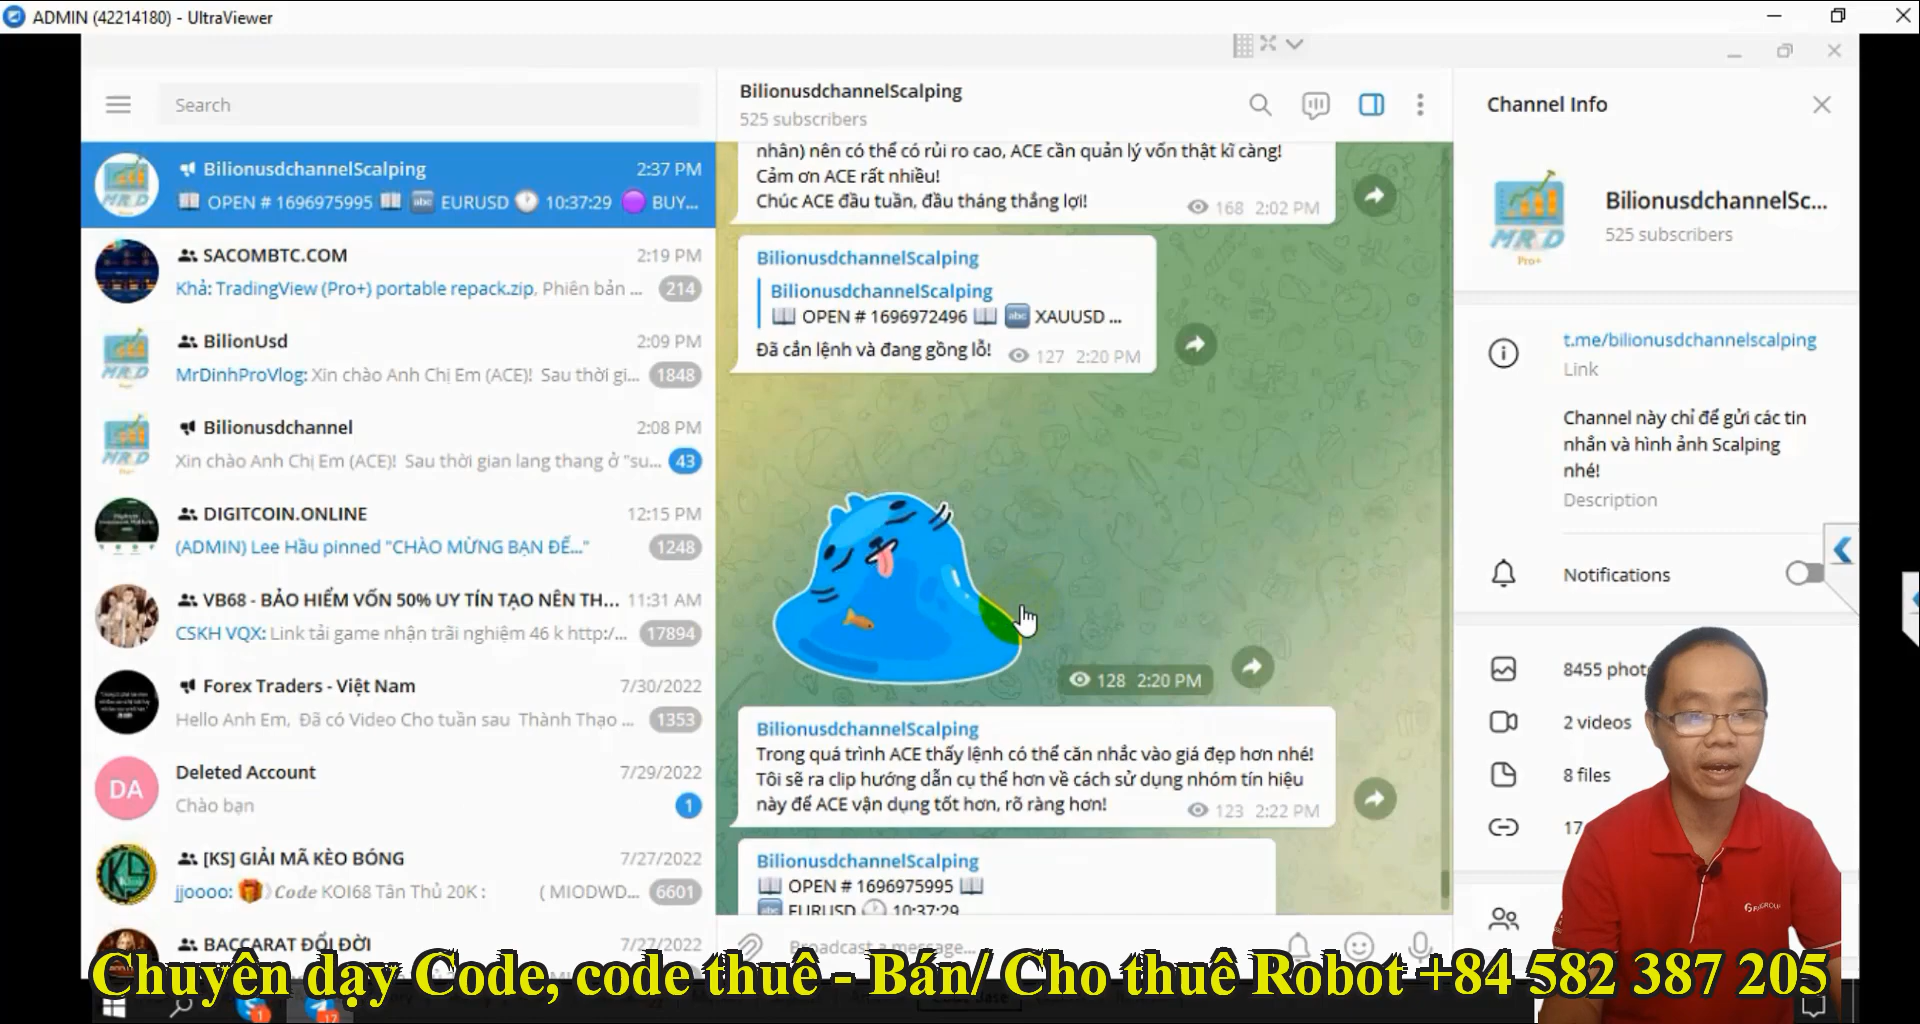 ADMIN (42214180) - UltraViewer
Search
BilionusdchannelScalping 2:37 PM
OPEN # 1696975995 EURUSD 10:37:29 BUY...
SACOMBTC.COM 2:19 PM
Khả: TradingView (Pro+) portable repack.zip, Phiên bản ... 214
BilionUsd 2:09 PM
MrDinhProVlog: Xin chào Anh Chị Em (ACE)! Sau thời gi... 1848
Bilionusdchannel 2:08 PM
Xin chào Anh Chị Em (ACE)! Sau thời gian lang thang ở "su... 43
DIGITCOIN.ONLINE 12:15 PM
(ADMIN) Lee Hầu pinned "CHÀO MỪNG BẠN ĐẾ..." 1248
VB68 - BẢO HIỂM VỐN 50% UY TÍN TẠO NÊN TH... 11:31 AM
CSKH VQX: Link tải game nhận trãi nghiệm 46 k http:/... 17894
Forex Traders - Việt Nam 7/30/2022
Hello Anh Em, Đã có Video Cho tuần sau Thành Thạo ... 1353
DA
Deleted Account 7/29/2022
Chào bạn 1
[KS] GIẢI MÃ KÈO BÓNG 7/27/2022
jjoooo: Code KOI68 Tân Thủ 20K : ( MIODWD... 6601
BACCARAT ĐỔI ĐỜI 7/27/2022
BilionusdchannelScalping
525 subscribers
nhân) nên có thể có rủi ro cao, ACE cần quản lý vốn thật kĩ càng!
Cảm ơn ACE rất nhiều!
Chúc ACE đầu tuần, đầu tháng thắng lợi! 168 2:02 PM
BilionusdchannelScalping
BilionusdchannelScalping
OPEN # 1696972496 abc XAUUSD ...
Đã cắn lệnh và đang gồng lỗ! 127 2:20 PM
128 2:20 PM
BilionusdchannelScalping
Trong quá trình ACE thấy lệnh có thể căn nhắc vào giá đẹp hơn nhé!
Tôi sẽ ra clip hướng dẫn cụ thể hơn về cách sử dụng nhóm tín hiệu
này để ACE vận dụng tốt hơn, rõ ràng hơn! 123 2:22 PM
BilionusdchannelScalping
OPEN # 1696975995
EURUSD 10:37:29
Broadcast a message...
Channel Info
MR D
Pro+
BilionusdchannelSc...
525 subscribers
t.me/bilionusdchannelscalping
Link
Channel này chỉ để gửi các tin
nhắn và hình ảnh Scalping
nhé!
Description
Notifications
8455 phot
2 videos
8 files
17
Chuyên dạy Code, code thuê - Bán/ Cho thuê Robot +84 582 387 205